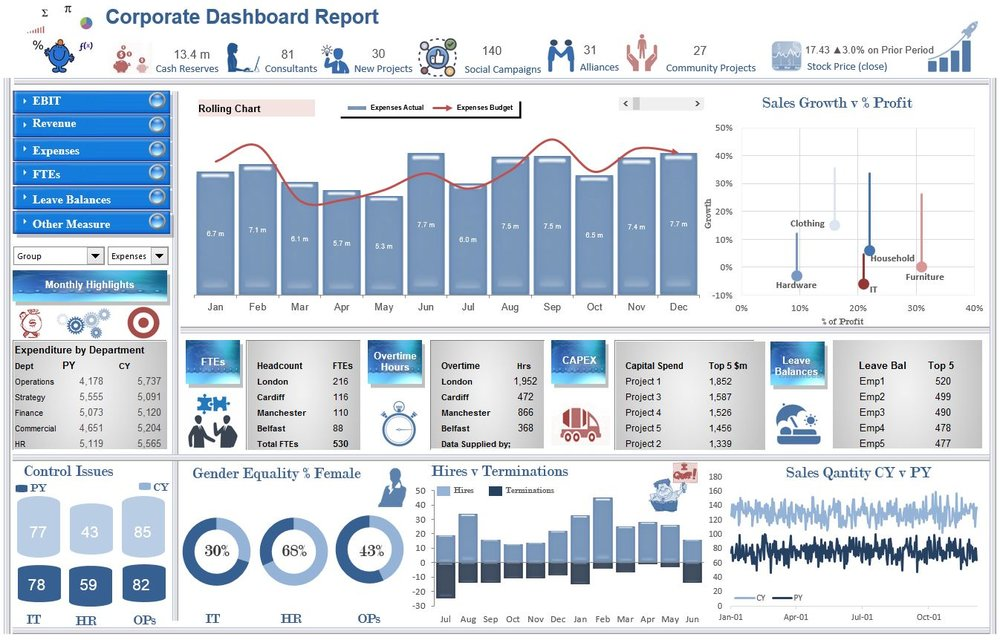 Corporate Dashboard Report
Σ π
% f(x)
13.4 m
Cash Reserves
81
Consultants
30
New Projects
140
Social Campaigns
31
Alliances
27
Community Projects
17.43 ▲3.0% on Prior Period
Stock Price (close)
EBIT
Revenue
Expenses
FTEs
Leave Balances
Other Measure
Group
Expenses
Monthly Highlights
Expenditure by Department
Dept PY CY
Operations 4,178 5,737
Strategy 5,555 5,091
Finance 5,073 5,120
Commercial 4,651 5,204
HR 5,119 5,565
Rolling Chart
Expenses Actual Expenses Budget
6.7 m 7.1 m 6.1 m 5.7 m 5.3 m 7.7 m 6.0 m 7.5 m 7.5 m 6.5 m 7.4 m 7.7 m
Jan Feb Mar Apr May Jun Jul Aug Sep Oct Nov Dec
Sales Growth v % Profit
50%
40%
30%
20%
10%
0%
-10%
Growth
Clothing
Household
Hardware
IT
Furniture
0% 10% 20% 30% 40%
% of Profit
FTEs
Headcount FTEs
London 216
Cardiff 116
Manchester 110
Belfast 88
Total FTEs 530
Overtime
Hours
Overtime Hrs
London 1,952
Cardiff 472
Manchester 866
Belfast 368
Data Supplied by;
CAPEX
Capital Spend Top 5 $m
Project 1 1,852
Project 3 1,587
Project 4 1,526
Project 5 1,456
Project 2 1,339
Leave
Balances
Leave Bal Top 5
Emp1 520
Emp2 499
Emp3 490
Emp4 478
Emp5 477
Control Issues
PY CY
77 43 85
78 59 82
IT HR OPs
Gender Equality % Female
30% 68% 43%
IT HR OPs
Hires v Terminations
Hires Terminations
50
40
30
20
10
0
-10
-20
-30
Jul Aug Sep Oct Nov Dec Jan Feb Mar Apr May Jun
Sales Qantity CY v PY
180
160
140
120
100
80
60
40
20
0
CY PY
Jan-01 Apr-01 Jul-01 Oct-01